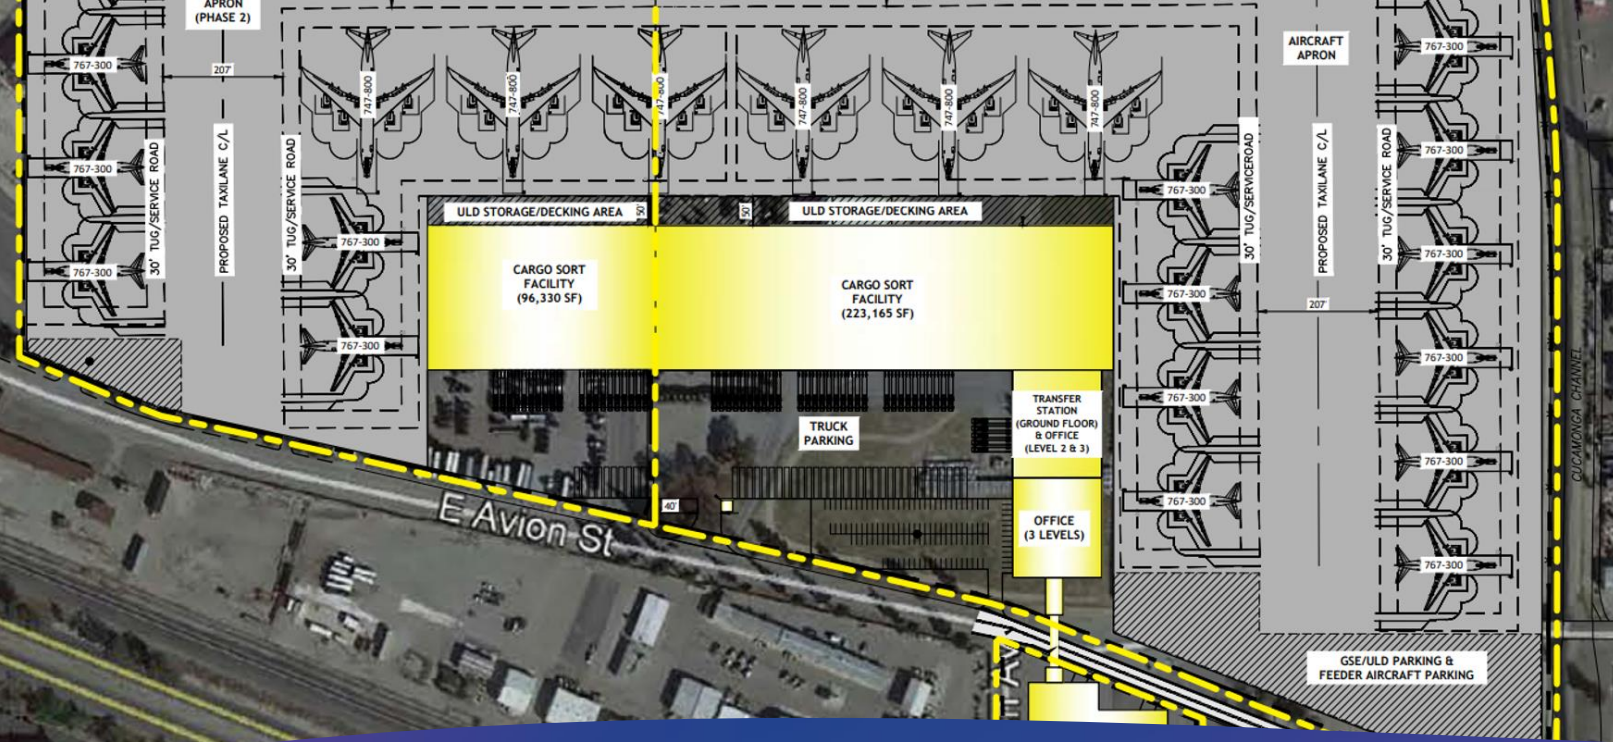 APRON
(PHASE 2)
AIRCRAFT
APRON
767-300
767-300
767-300
767-300
767-300
207'
PROPOSED TAXILANE C/L
30' TUG/SERVICE ROAD
30' TUG/SERVICE ROAD
747-800
747-800
747-800
747-800
747-800
747-800
ULD STORAGE/DECKING AREA
50'
50'
ULD STORAGE/DECKING AREA
CARGO SORT
FACILITY
(96,330 SF)
CARGO SORT
FACILITY
(223,165 SF)
TRUCK
PARKING
TRANSFER
STATION
(GROUND FLOOR)
& OFFICE
(LEVEL 2 & 3)
OFFICE
(3 LEVELS)
40'
E Avion St
767-300
767-300
767-300
767-300
30' TUG/SERVICEROAD
PROPOSED TAXILANE C/L
207'
30' TUG/SERVICE ROAD
767-300
767-300
767-300
767-300
767-300
767-300
CUCAMONGA CHANNEL
GSE/ULD PARKING &
FEEDER AIRCRAFT PARKING